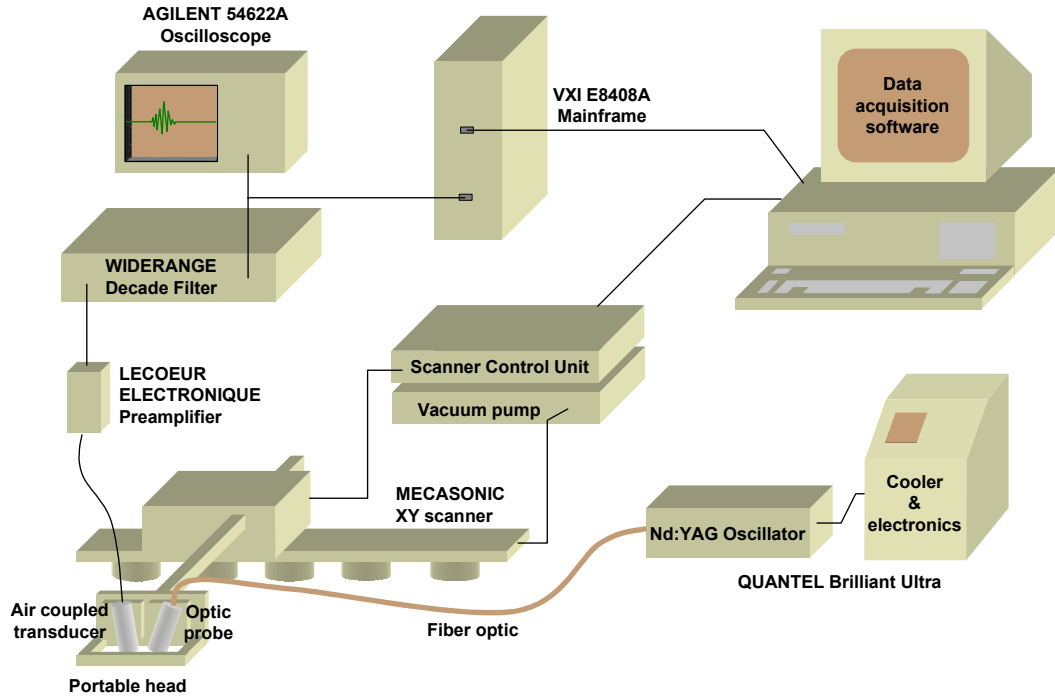 AGILENT 54622A
Oscilloscope
VXI E8408A
Mainframe
Data
acquisition
software
WIDERANGE
Decade Filter
LECOEUR
ELECTRONIQUE
Preamplifier
Scanner Control Unit
Vacuum pump
MECASONIC
XY scanner
Cooler
&
electronics
Nd:YAG Oscillator
QUANTEL Brilliant Ultra
Air coupled
transducer
Optic
probe
Fiber optic
Portable head